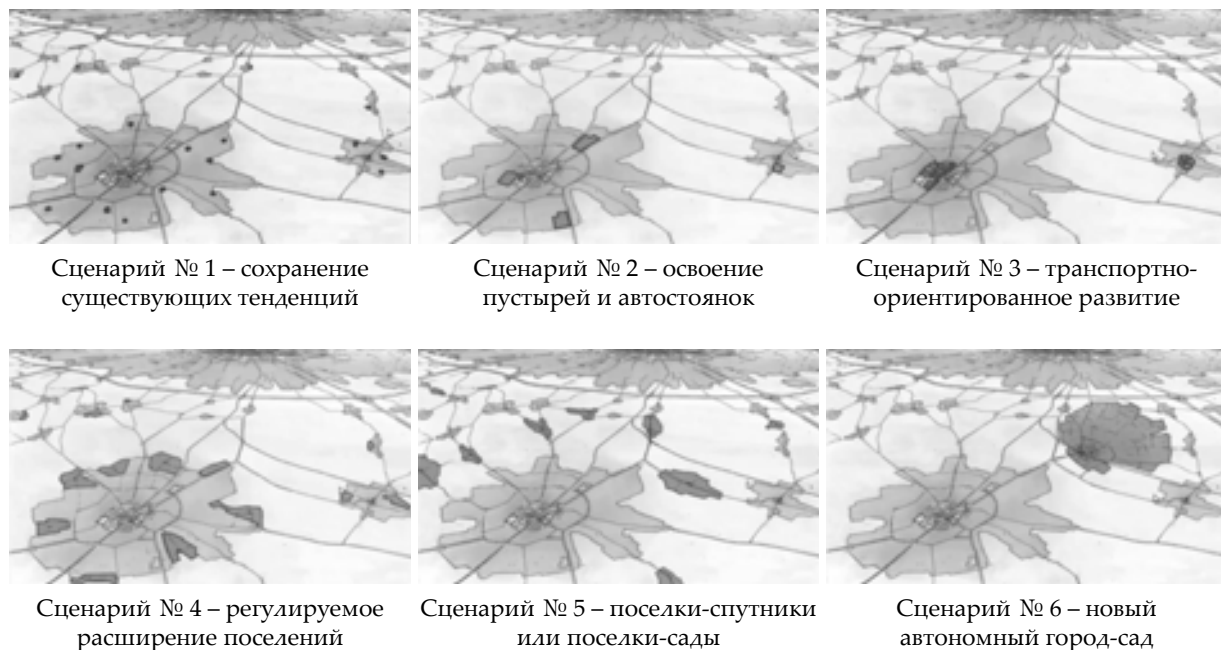 Сценарий № 1 – сохранение
существующих тенденций
Сценарий № 2 – освоение
пустырей и автостоянок
Сценарий № 3 – транспортно-
ориентированное развитие
Сценарий № 4 – регулируемое
расширение поселений
Сценарий № 5 – поселки-спутники
или поселки-сады
Сценарий № 6 – новый
автономный город-сад